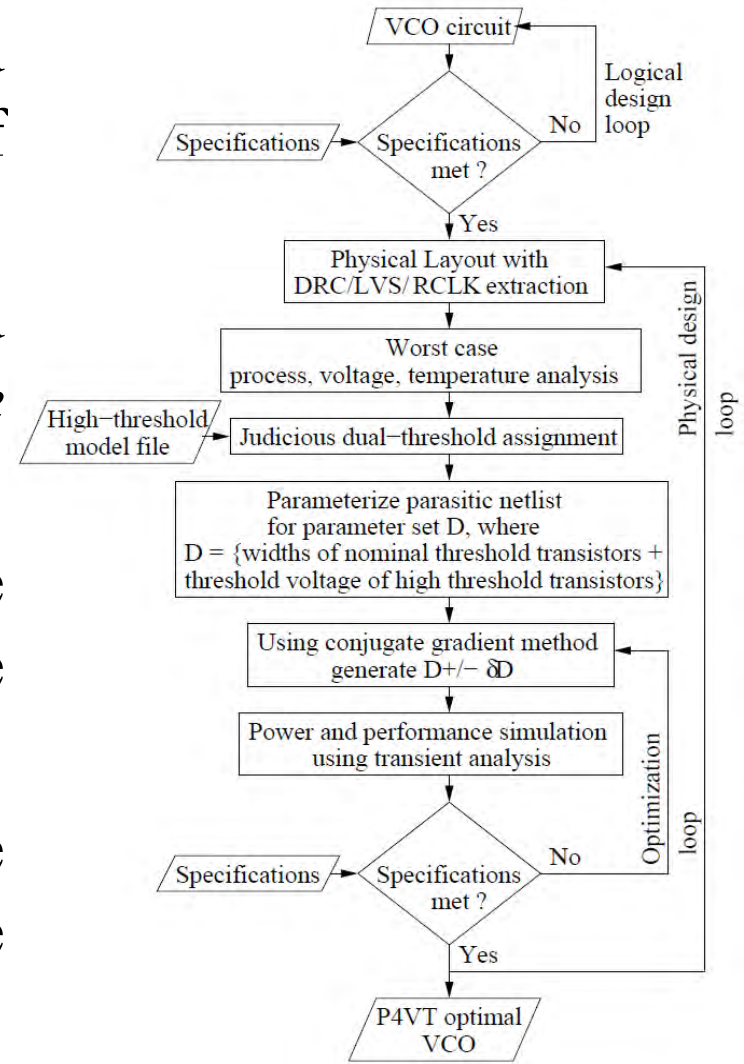 VCO circuit
Logical
design
loop
Specifications
Specifications
met ?
No
Yes
Physical Layout with
DRC/LVS/RCLK extraction
Worst case
process, voltage, temperature analysis
High−threshold
model file
Judicious dual−threshold assignment
Parameterize parasitic netlist
for parameter set D, where
D = {widths of nominal threshold transistors +
threshold voltage of high threshold transistors}
Using conjugate gradient method
generate D+/− δD
Power and performance simulation
using transient analysis
Specifications
Specifications
met ?
No
Yes
Optimization
loop
Physical design
loop
P4VT optimal
VCO